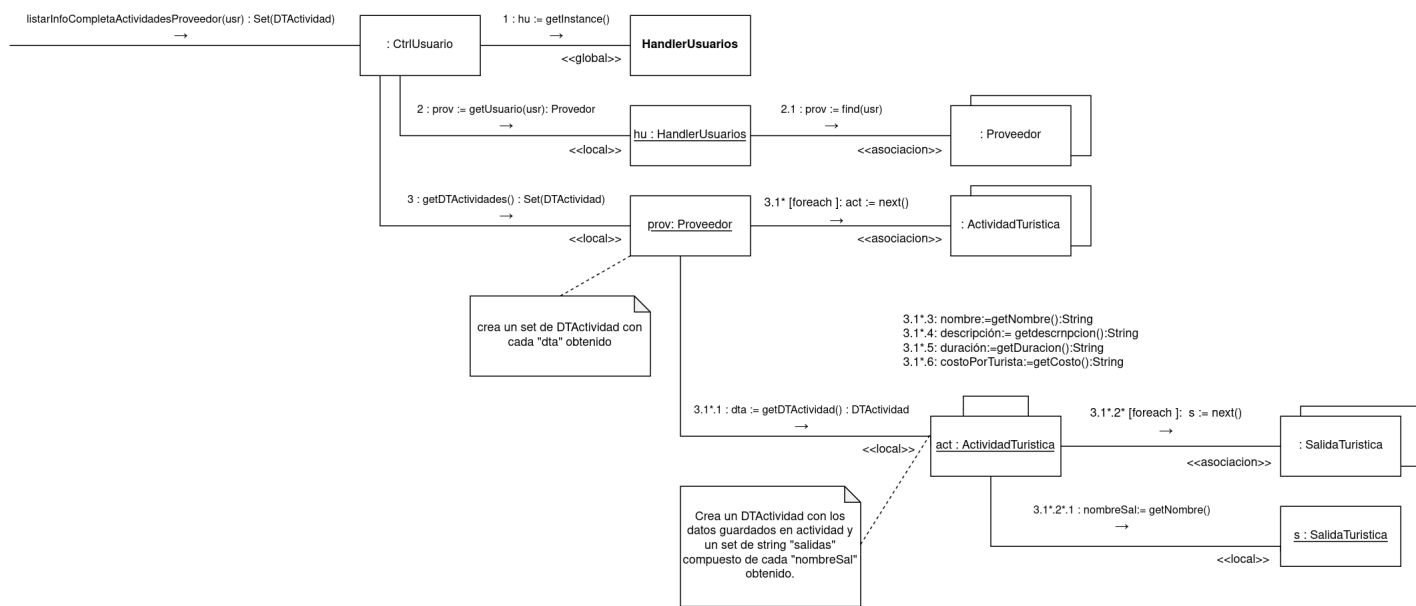 listarInfoCompletaActividadesProveedor(usr) : Set(DTActividad)
→
1 : hu := getInstance()
→
: CtrlUsuario
HandlerUsuarios
<<global>>
2 : prov := getUsuario(usr): Provedor
→
2.1 : prov := find(usr)
→
hu : HandlerUsuarios
: Proveedor
<<local>>
<<asociacion>>
3 : getDTActividades() : Set(DTActividad)
→
3.1* [foreach ]: act := next()
→
prov: Proveedor
: ActividadTuristica
<<local>>
<<asociacion>>
crea un set de DTActividad con
cada "dta" obtenido
3.1*.3: nombre:=getNombre():String
3.1*.4: descripción:= getdescrnpcion():String
3.1*.5: duración:=getDuracion():String
3.1*.6: costoPorTurista:=getCosto():String
3.1*.1 : dta := getDTActividad() : DTActividad
→
3.1*.2* [foreach ]:  s := next()
→
act : ActividadTuristica
: SalidaTuristica
<<local>>
<<asociacion>>
Crea un DTActividad con los
datos guardados en actividad y
un set de string "salidas"
compuesto de cada "nombreSal"
obtenido.
3.1*.2*.1 : nombreSal:= getNombre()
→
s : SalidaTuristica
<<local>>